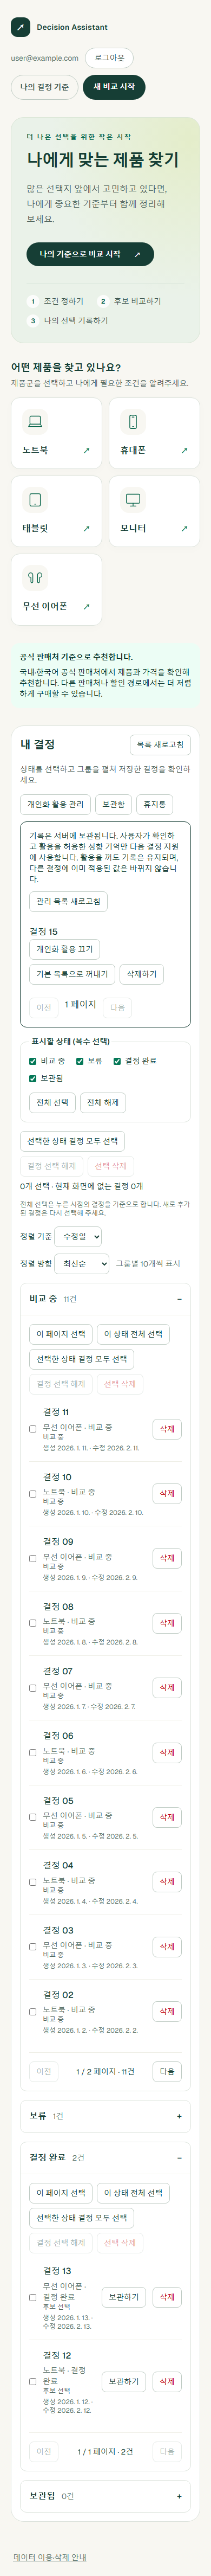 Decision Assistant
user@example.com 로그아웃
나의 결정 기준 새 비교 시작
더 나은 선택을 위한 작은 시작
나에게 맞는 제품 찾기
많은 선택지 앞에서 고민하고 있다면,
나에게 중요한 기준부터 함께 정리해
보세요.
나의 기준으로 비교 시작 ↗
1 조건 정하기 2 후보 비교하기
3 나의 선택 기록하기
어떤 제품을 찾고 있나요?
제품군을 선택하고 나에게 필요한 조건을 알려주세요.
노트북 ↗ 휴대폰 ↗
태블릿 ↗ 모니터 ↗
무선 이어폰 ↗
공식 판매처 기준으로 추천합니다.
국내·한국어 공식 판매처에서 제품과 가격을 확인해
추천합니다. 다른 판매처나 할인 경로에서는 더 저렴
하게 구매할 수 있습니다.
내 결정 목록 새로고침
상태를 선택하고 그룹을 펼쳐 저장한 결정을 확인하
세요.
개인화 활용 관리 보관함 휴지통
기록은 서버에 보관됩니다. 사용자가 확인하
고 활용을 허용한 성향 기억만 다음 결정 지원
에 사용합니다. 활용을 꺼도 기록은 유지되며,
다른 결정에 이미 적용된 값은 바뀌지 않습니
다.
관리 목록 새로고침
결정 15
개인화 활용 끄기
기본 목록으로 꺼내기 삭제하기
이전 1 페이지 다음
표시할 상태 (복수 선택)
비교 중 보류 결정 완료
보관됨
전체 선택 전체 해제
선택한 상태 결정 모두 선택
결정 선택 해제 선택 삭제
0개 선택 · 현재 화면에 없는 결정 0개
전체 선택은 누른 시점의 결정을 기준으로 합니다. 새로 추가
된 결정은 다시 선택해 주세요.
정렬 기준 수정일
정렬 방향 최신순 그룹별 10개씩 표시
비교 중 11건 −
이 페이지 선택 이 상태 전체 선택
선택한 상태 결정 모두 선택
결정 선택 해제 선택 삭제
결정 11
무선 이어폰 · 비교 중
비교 중
생성 2026. 1. 11. · 수정 2026. 2. 11.
삭제
결정 10
노트북 · 비교 중
비교 중
생성 2026. 1. 10. · 수정 2026. 2. 10.
삭제
결정 09
무선 이어폰 · 비교 중
비교 중
생성 2026. 1. 9. · 수정 2026. 2. 9.
삭제
결정 08
노트북 · 비교 중
비교 중
생성 2026. 1. 8. · 수정 2026. 2. 8.
삭제
결정 07
무선 이어폰 · 비교 중
비교 중
생성 2026. 1. 7. · 수정 2026. 2. 7.
삭제
결정 06
노트북 · 비교 중
비교 중
생성 2026. 1. 6. · 수정 2026. 2. 6.
삭제
결정 05
무선 이어폰 · 비교 중
비교 중
생성 2026. 1. 5. · 수정 2026. 2. 5.
삭제
결정 04
노트북 · 비교 중
비교 중
생성 2026. 1. 4. · 수정 2026. 2. 4.
삭제
결정 03
무선 이어폰 · 비교 중
비교 중
생성 2026. 1. 3. · 수정 2026. 2. 3.
삭제
결정 02
노트북 · 비교 중
비교 중
생성 2026. 1. 2. · 수정 2026. 2. 2.
삭제
이전 1 / 2 페이지 · 11건 다음
보류 1건 +
결정 완료 2건 −
이 페이지 선택 이 상태 전체 선택
선택한 상태 결정 모두 선택
결정 선택 해제 선택 삭제
결정 13
무선 이어폰 ·
결정 완료
후보 선택
생성 2026. 1. 13. ·
수정 2026. 2. 13.
보관하기 삭제
결정 12
노트북 · 결정
완료
후보 선택
생성 2026. 1. 12. ·
수정 2026. 2. 12.
보관하기 삭제
이전 1 / 1 페이지 · 2건 다음
보관됨 0건 +
데이터 이용·삭제 안내